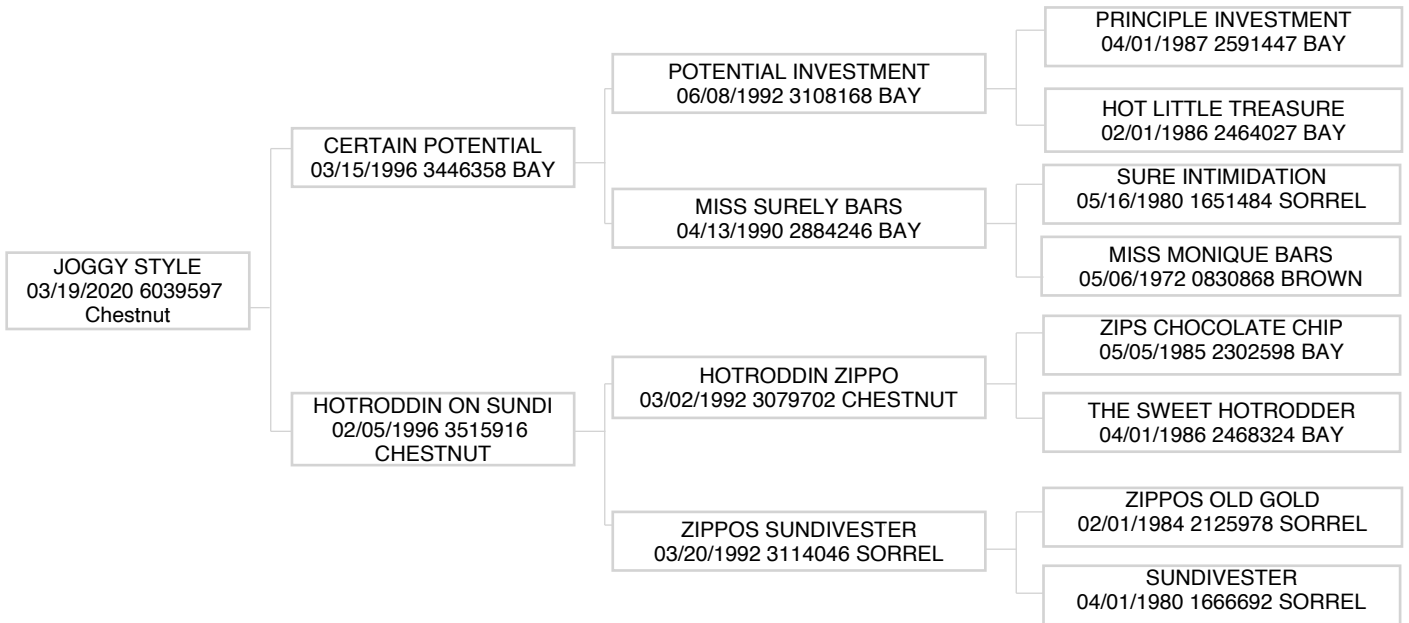 JOGGY STYLE
03/19/2020 6039597
Chestnut
CERTAIN POTENTIAL
03/15/1996 3446358 BAY
HOTRODDIN ON SUNDI
02/05/1996 3515916
CHESTNUT
POTENTIAL INVESTMENT
06/08/1992 3108168 BAY
MISS SURELY BARS
04/13/1990 2884246 BAY
HOTRODDIN ZIPPO
03/02/1992 3079702 CHESTNUT
ZIPPOS SUNDIVESTER
03/20/1992 3114046 SORREL
PRINCIPLE INVESTMENT
04/01/1987 2591447 BAY
HOT LITTLE TREASURE
02/01/1986 2464027 BAY
SURE INTIMIDATION
05/16/1980 1651484 SORREL
MISS MONIQUE BARS
05/06/1972 0830868 BROWN
ZIPS CHOCOLATE CHIP
05/05/1985 2302598 BAY
THE SWEET HOTRODDER
04/01/1986 2468324 BAY
ZIPPOS OLD GOLD
02/01/1984 2125978 SORREL
SUNDIVESTER
04/01/1980 1666692 SORREL